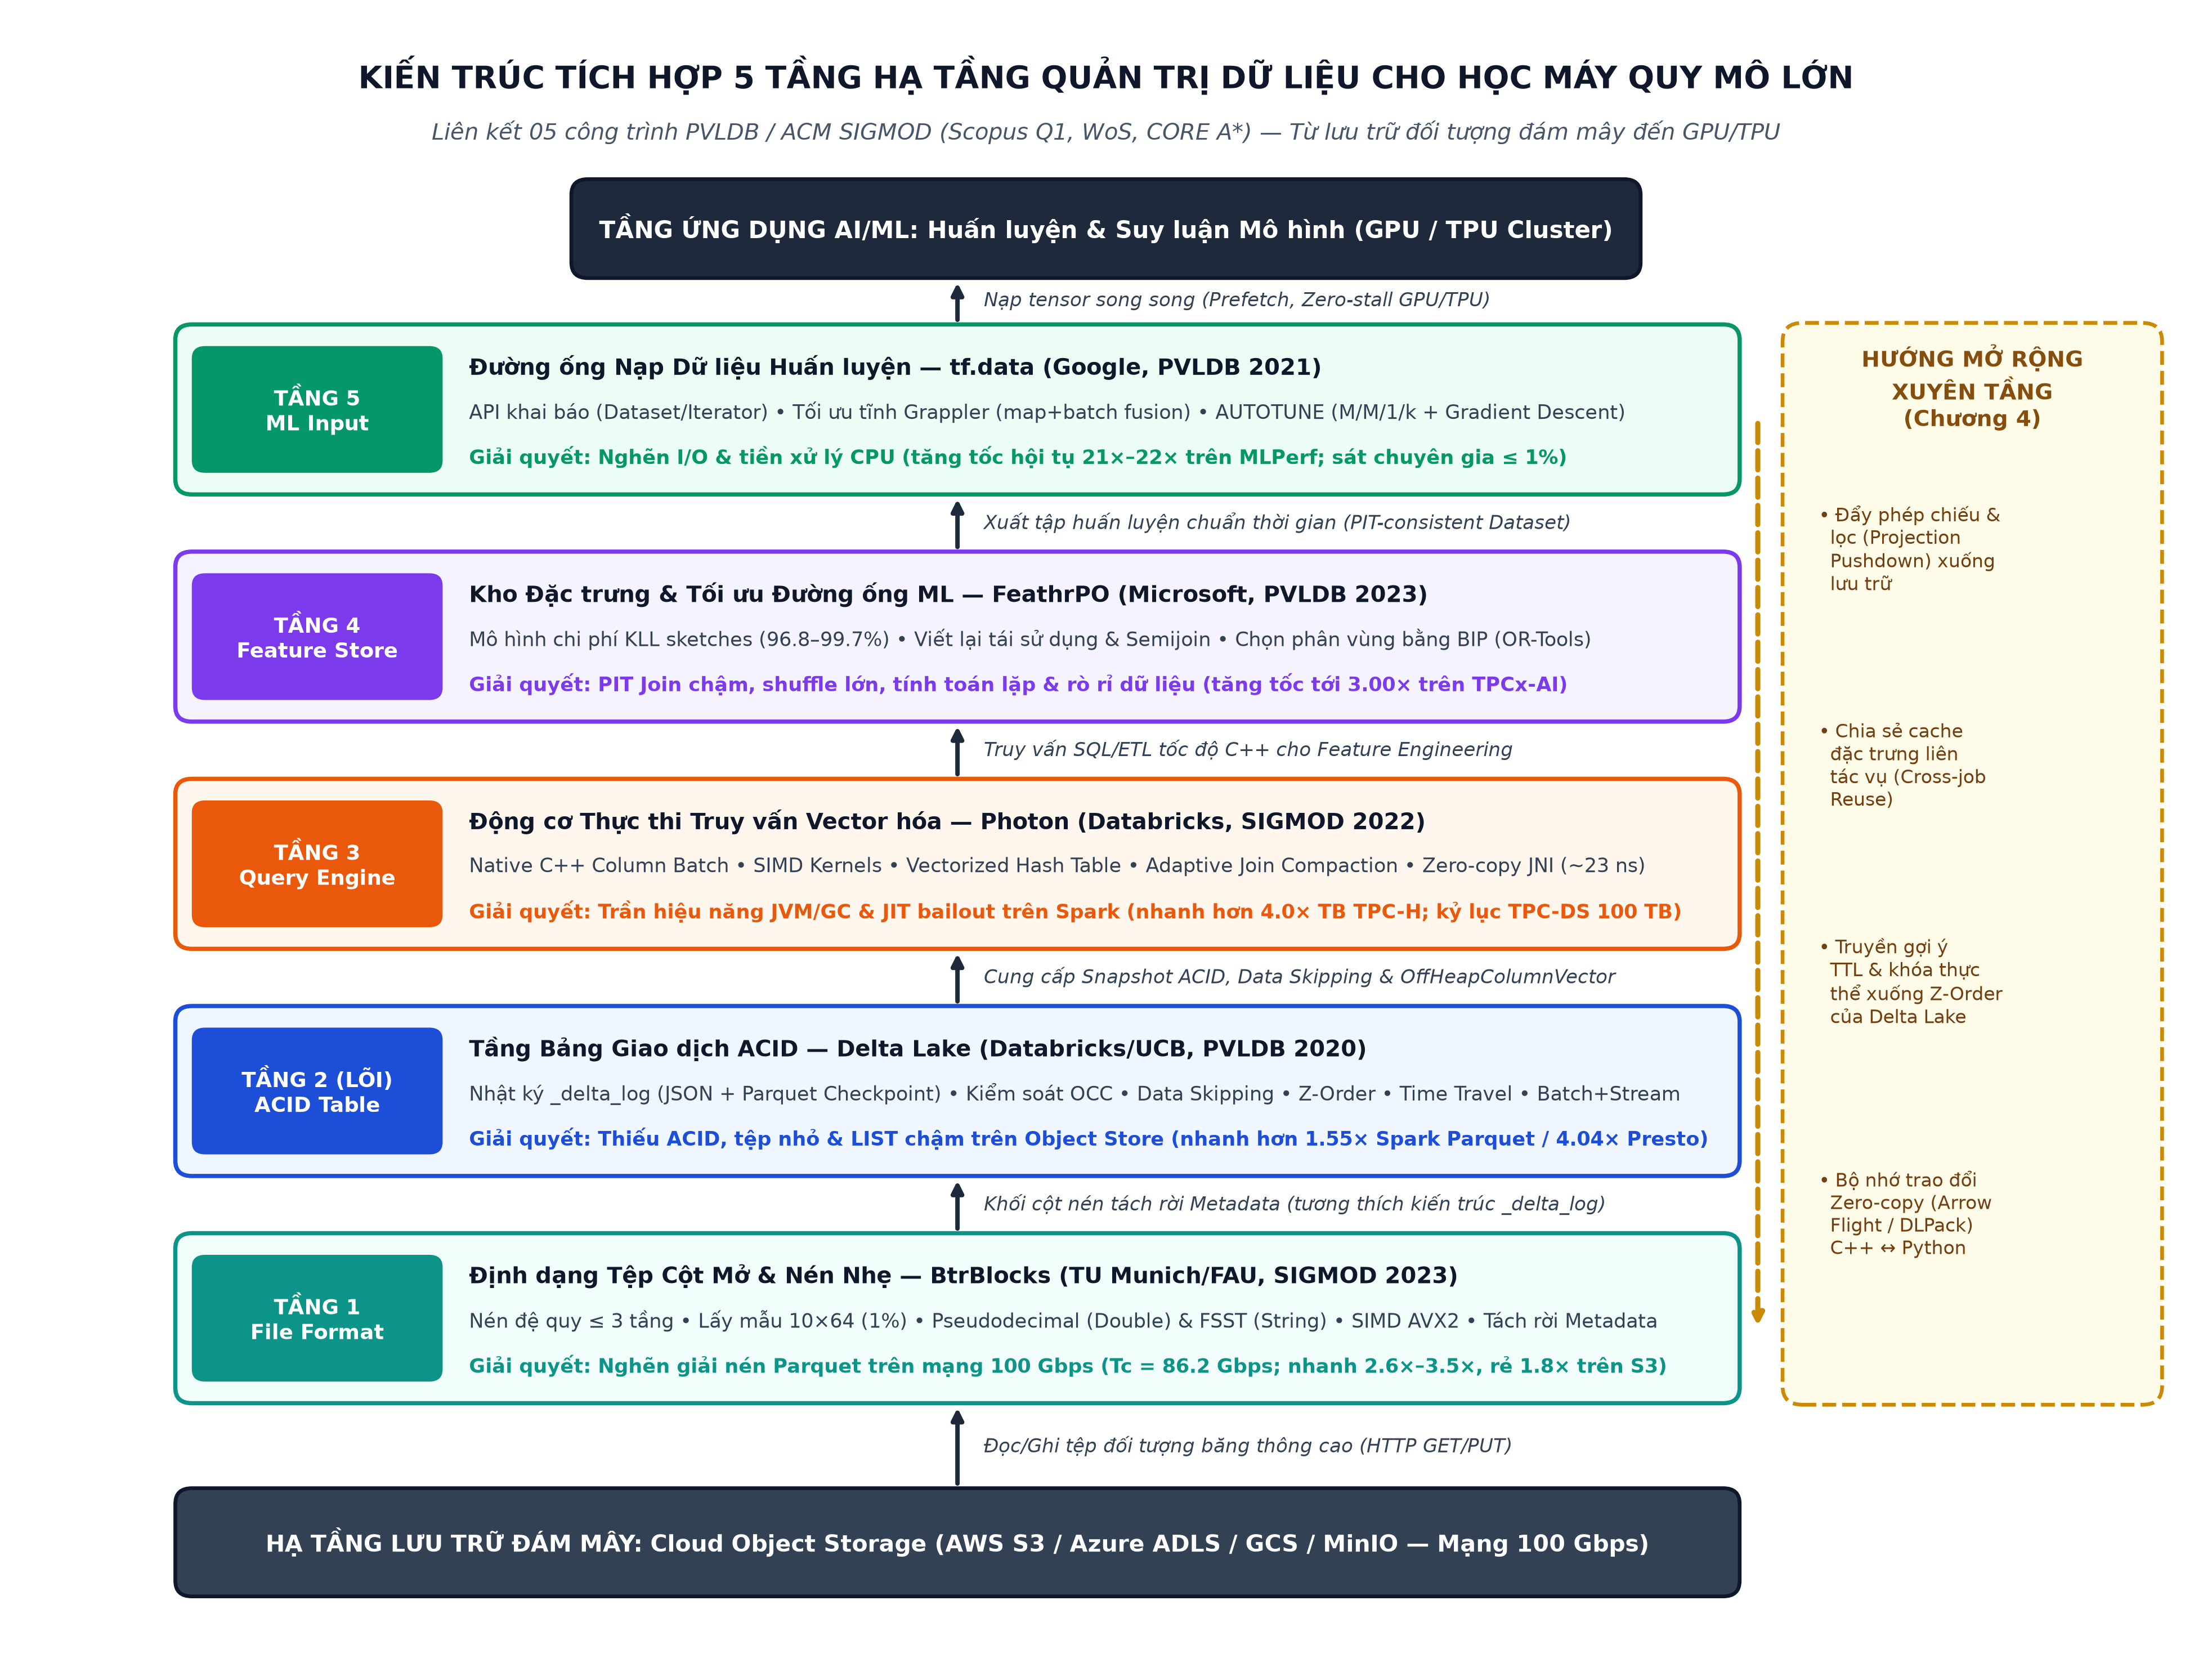 KIẾN TRÚC TÍCH HỢP 5 TẦNG HẠ TẦNG QUẢN TRỊ DỮ LIỆU CHO HỌC MÁY QUY MÔ LỚN
Liên kết 05 công trình PVLDB / ACM SIGMOD (Scopus Q1, WoS, CORE A*) — Từ lưu trữ đối tượng đám mây đến GPU/TPU
TẦNG ỨNG DỤNG AI/ML: Huấn luyện & Suy luận Mô hình (GPU / TPU Cluster)
Nạp tensor song song (Prefetch, Zero-stall GPU/TPU)
TẦNG 5
ML Input
Đường ống Nạp Dữ liệu Huấn luyện — tf.data (Google, PVLDB 2021)
API khai báo (Dataset/Iterator) • Tối ưu tĩnh Grappler (map+batch fusion) • AUTOTUNE (M/M/1/k + Gradient Descent)
Giải quyết: Nghẽn I/O & tiền xử lý CPU (tăng tốc hội tụ 21×–22× trên MLPerf; sát chuyên gia ≤ 1%)
Xuất tập huấn luyện chuẩn thời gian (PIT-consistent Dataset)
TẦNG 4
Feature Store
Kho Đặc trưng & Tối ưu Đường ống ML — FeathrPO (Microsoft, PVLDB 2023)
Mô hình chi phí KLL sketches (96.8–99.7%) • Viết lại tái sử dụng & Semijoin • Chọn phân vùng bằng BIP (OR-Tools)
Giải quyết: PIT Join chậm, shuffle lớn, tính toán lặp & rò rỉ dữ liệu (tăng tốc tới 3.00× trên TPCx-AI)
Truy vấn SQL/ETL tốc độ C++ cho Feature Engineering
TẦNG 3
Query Engine
Động cơ Thực thi Truy vấn Vector hóa — Photon (Databricks, SIGMOD 2022)
Native C++ Column Batch • SIMD Kernels • Vectorized Hash Table • Adaptive Join Compaction • Zero-copy JNI (~23 ns)
Giải quyết: Trần hiệu năng JVM/GC & JIT bailout trên Spark (nhanh hơn 4.0× TB TPC-H; kỷ lục TPC-DS 100 TB)
Cung cấp Snapshot ACID, Data Skipping & OffHeapColumnVector
TẦNG 2 (LÕI)
ACID Table
Tầng Bảng Giao dịch ACID — Delta Lake (Databricks/UCB, PVLDB 2020)
Nhật ký _delta_log (JSON + Parquet Checkpoint) • Kiểm soát OCC • Data Skipping • Z-Order • Time Travel • Batch+Stream
Giải quyết: Thiếu ACID, tệp nhỏ & LIST chậm trên Object Store (nhanh hơn 1.55× Spark Parquet / 4.04× Presto)
Khối cột nén tách rời Metadata (tương thích kiến trúc _delta_log)
TẦNG 1
File Format
Định dạng Tệp Cột Mở & Nén Nhẹ — BtrBlocks (TU Munich/FAU, SIGMOD 2023)
Nén đệ quy ≤ 3 tầng • Lấy mẫu 10×64 (1%) • Pseudodecimal (Double) & FSST (String) • SIMD AVX2 • Tách rời Metadata
Giải quyết: Nghẽn giải nén Parquet trên mạng 100 Gbps (Tc = 86.2 Gbps; nhanh 2.6×–3.5×, rẻ 1.8× trên S3)
Đọc/Ghi tệp đối tượng băng thông cao (HTTP GET/PUT)
HẠ TẦNG LƯU TRỮ ĐÁM MÂY: Cloud Object Storage (AWS S3 / Azure ADLS / GCS / MinIO — Mạng 100 Gbps)
HƯỚNG MỞ RỘNG
XUYÊN TẦNG
(Chương 4)
• Đẩy phép chiếu &
lọc (Projection
Pushdown) xuống
lưu trữ
• Chia sẻ cache
đặc trưng liên
tác vụ (Cross-job
Reuse)
• Truyền gợi ý
TTL & khóa thực
thể xuống Z-Order
của Delta Lake
• Bộ nhớ trao đổi
Zero-copy (Arrow
Flight / DLPack)
C++ ↔ Python